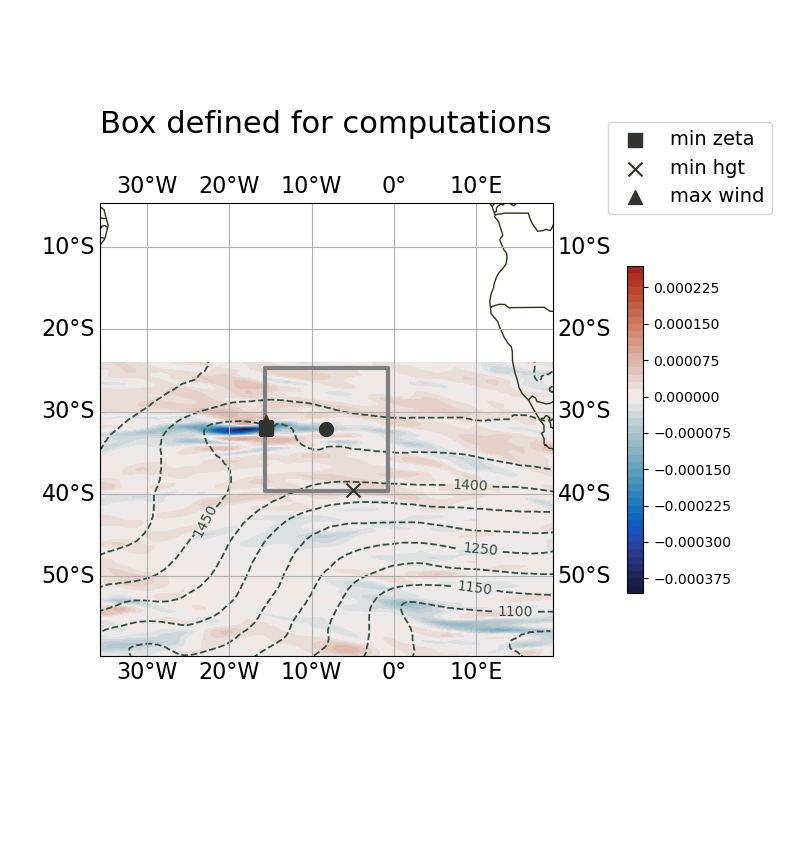 Box defined for computations
min zeta
min hgt
max wind
30°W 20°W 10°W 0° 10°E
10°S 10°S
20°S 20°S
30°S 30°S
40°S 40°S
50°S 50°S
1400
1450
1250
1150
1100
30°W 20°W 10°W 0° 10°E
0.000225
0.000150
0.000075
0.000000
−0.000075
−0.000150
−0.000225
−0.000300
−0.000375